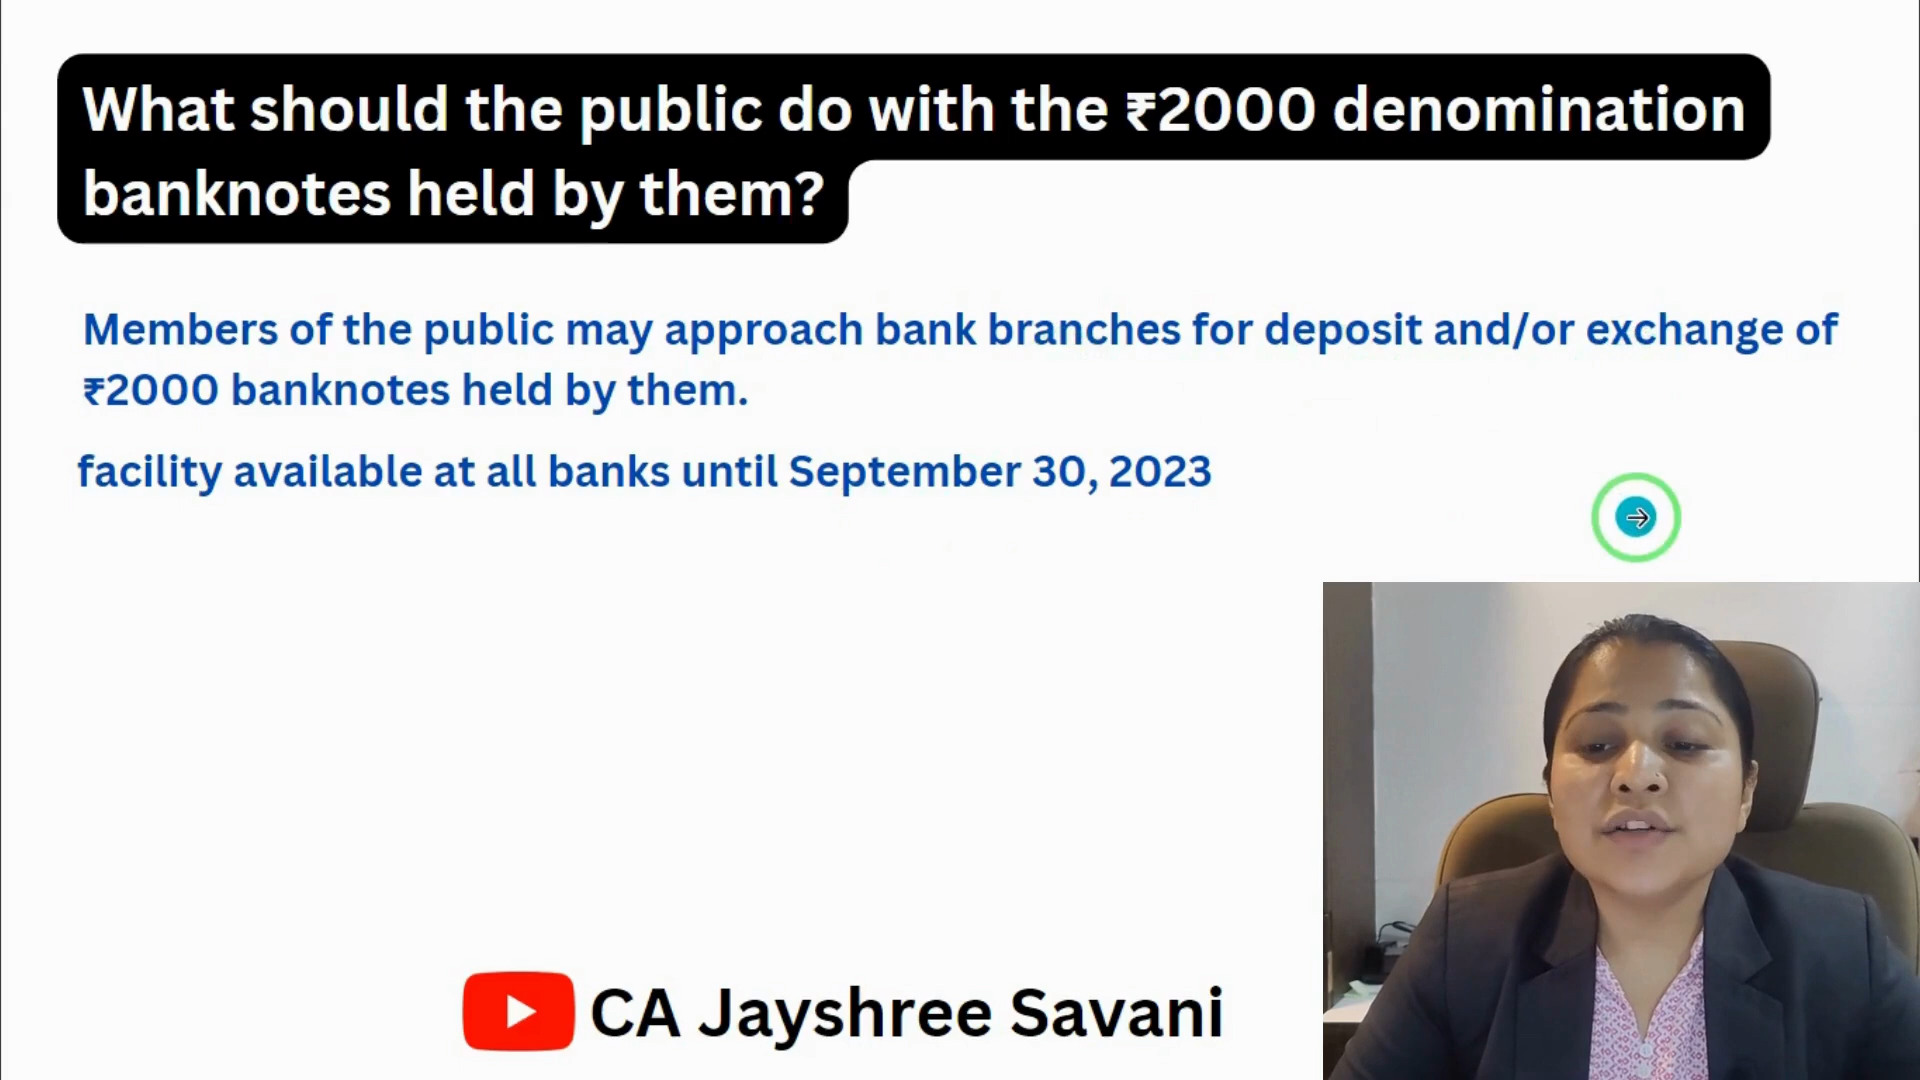 What should the public do with the ₹2000 denomination
banknotes held by them?
Members of the public may approach bank branches for deposit and/or exchange of
₹2000 banknotes held by them.
facility available at all banks until September 30, 2023
CA Jayshree Savani